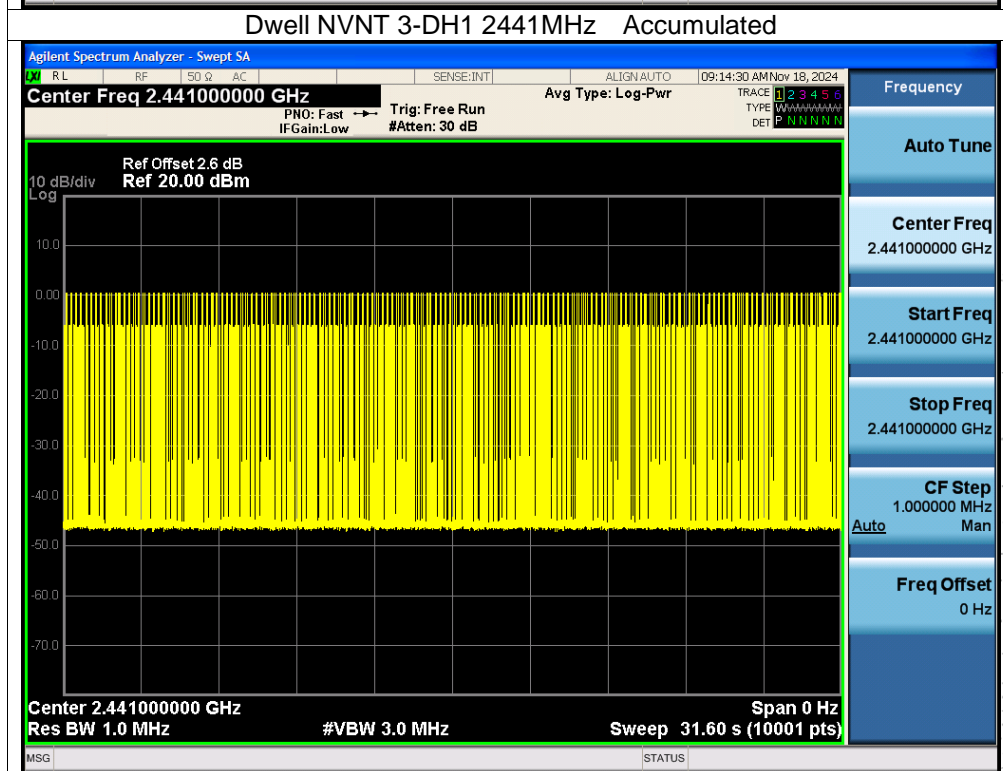 Dwell NVNT 3-DH1 2441MHz Accumulated
Agilent Spectrum Analyzer - Swept SA
LXI RL RF 50 Ω AC SENSE:INT ALIGN AUTO 09:14:30 AM Nov 18, 2024
Center Freq 2.441000000 GHz
PNO: Fast
IFGain:Low
Trig: Free Run
#Atten: 30 dB
Avg Type: Log-Pwr
TRACE 1 2 3 4 5 6
TYPE W
DET P N N N N N
Frequency
Auto Tune
Center Freq
2.441000000 GHz
Start Freq
2.441000000 GHz
Stop Freq
2.441000000 GHz
CF Step
1.000000 MHz
Auto Man
Freq Offset
0 Hz
Ref Offset 2.6 dB
10 dB/div Ref 20.00 dBm
Log
10.0
0.00
-10.0
-20.0
-30.0
-40.0
-50.0
-60.0
-70.0
Center 2.441000000 GHz Span 0 Hz
Res BW 1.0 MHz #VBW 3.0 MHz Sweep 31.60 s (10001 pts)
MSG STATUS